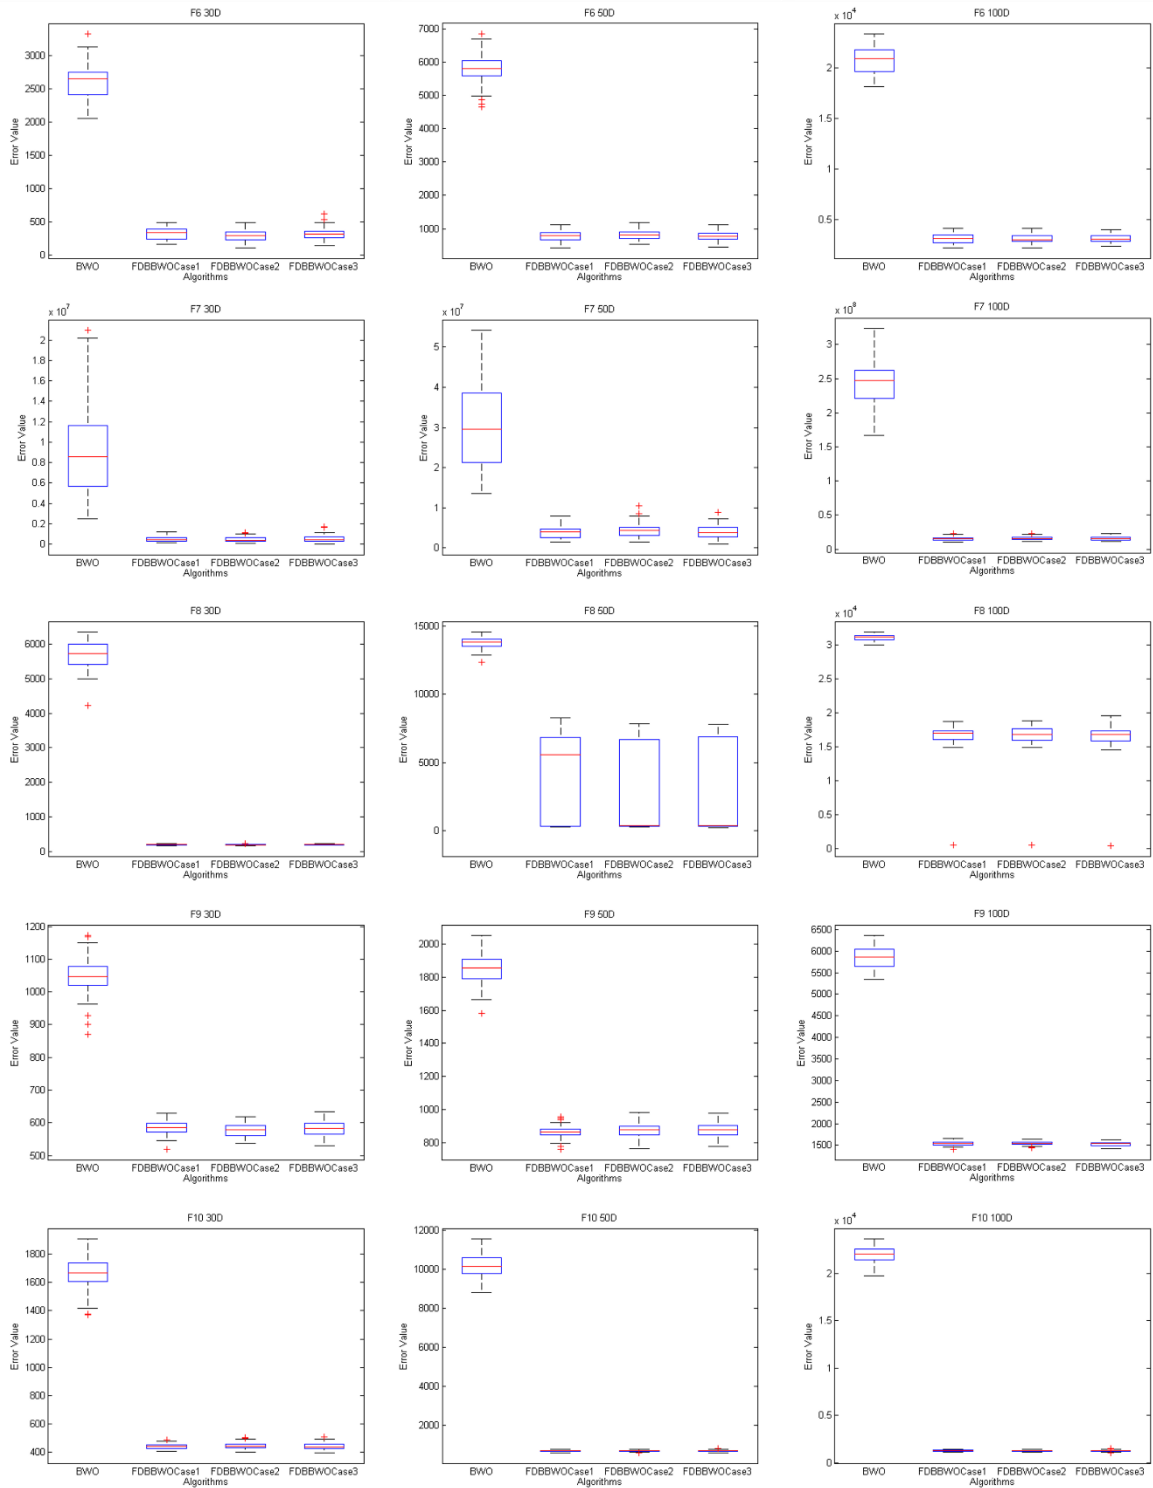 F6 30D
3000
2500
2000
1500
1000
500
0
Error Value
BWO FDBBWOCase1 FDBBWOCase2 FDBBWOCase3
Algorithms
F6 50D
7000
6000
5000
4000
3000
2000
1000
Error Value
BWO FDBBWOCase1 FDBBWOCase2 FDBBWOCase3
Algorithms
F6 100D
x 10^4
2
1.5
1
0.5
Error Value
BWO FDBBWOCase1 FDBBWOCase2 FDBBWOCase3
Algorithms
F7 30D
x 10^7
2
1.8
1.6
1.4
1.2
1
0.8
0.6
0.4
0.2
0
Error Value
BWO FDBBWOCase1 FDBBWOCase2 FDBBWOCase3
Algorithms
F7 50D
x 10^7
5
4
3
2
1
0
Error Value
BWO FDBBWOCase1 FDBBWOCase2 FDBBWOCase3
Algorithms
F7 100D
x 10^8
3
2.5
2
1.5
1
0.5
0
Error Value
BWO FDBBWOCase1 FDBBWOCase2 FDBBWOCase3
Algorithms
F8 30D
6000
5000
4000
3000
2000
1000
0
Error Value
BWO FDBBWOCase1 FDBBWOCase2 FDBBWOCase3
Algorithms
F8 50D
15000
10000
5000
0
Error Value
BWO FDBBWOCase1 FDBBWOCase2 FDBBWOCase3
Algorithms
F8 100D
x 10^4
3
2.5
2
1.5
1
0.5
0
Error Value
BWO FDBBWOCase1 FDBBWOCase2 FDBBWOCase3
Algorithms
F9 30D
1200
1100
1000
900
800
700
600
500
Error Value
BWO FDBBWOCase1 FDBBWOCase2 FDBBWOCase3
Algorithms
F9 50D
2000
1800
1600
1400
1200
1000
800
Error Value
BWO FDBBWOCase1 FDBBWOCase2 FDBBWOCase3
Algorithms
F9 100D
6500
6000
5500
5000
4500
4000
3500
3000
2500
2000
1500
Error Value
BWO FDBBWOCase1 FDBBWOCase2 FDBBWOCase3
Algorithms
F10 30D
1800
1600
1400
1200
1000
800
600
400
Error Value
BWO FDBBWOCase1 FDBBWOCase2 FDBBWOCase3
Algorithms
F10 50D
12000
10000
8000
6000
4000
2000
Error Value
BWO FDBBWOCase1 FDBBWOCase2 FDBBWOCase3
Algorithms
F10 100D
x 10^4
2
1.5
1
0.5
0
Error Value
BWO FDBBWOCase1 FDBBWOCase2 FDBBWOCase3
Algorithms